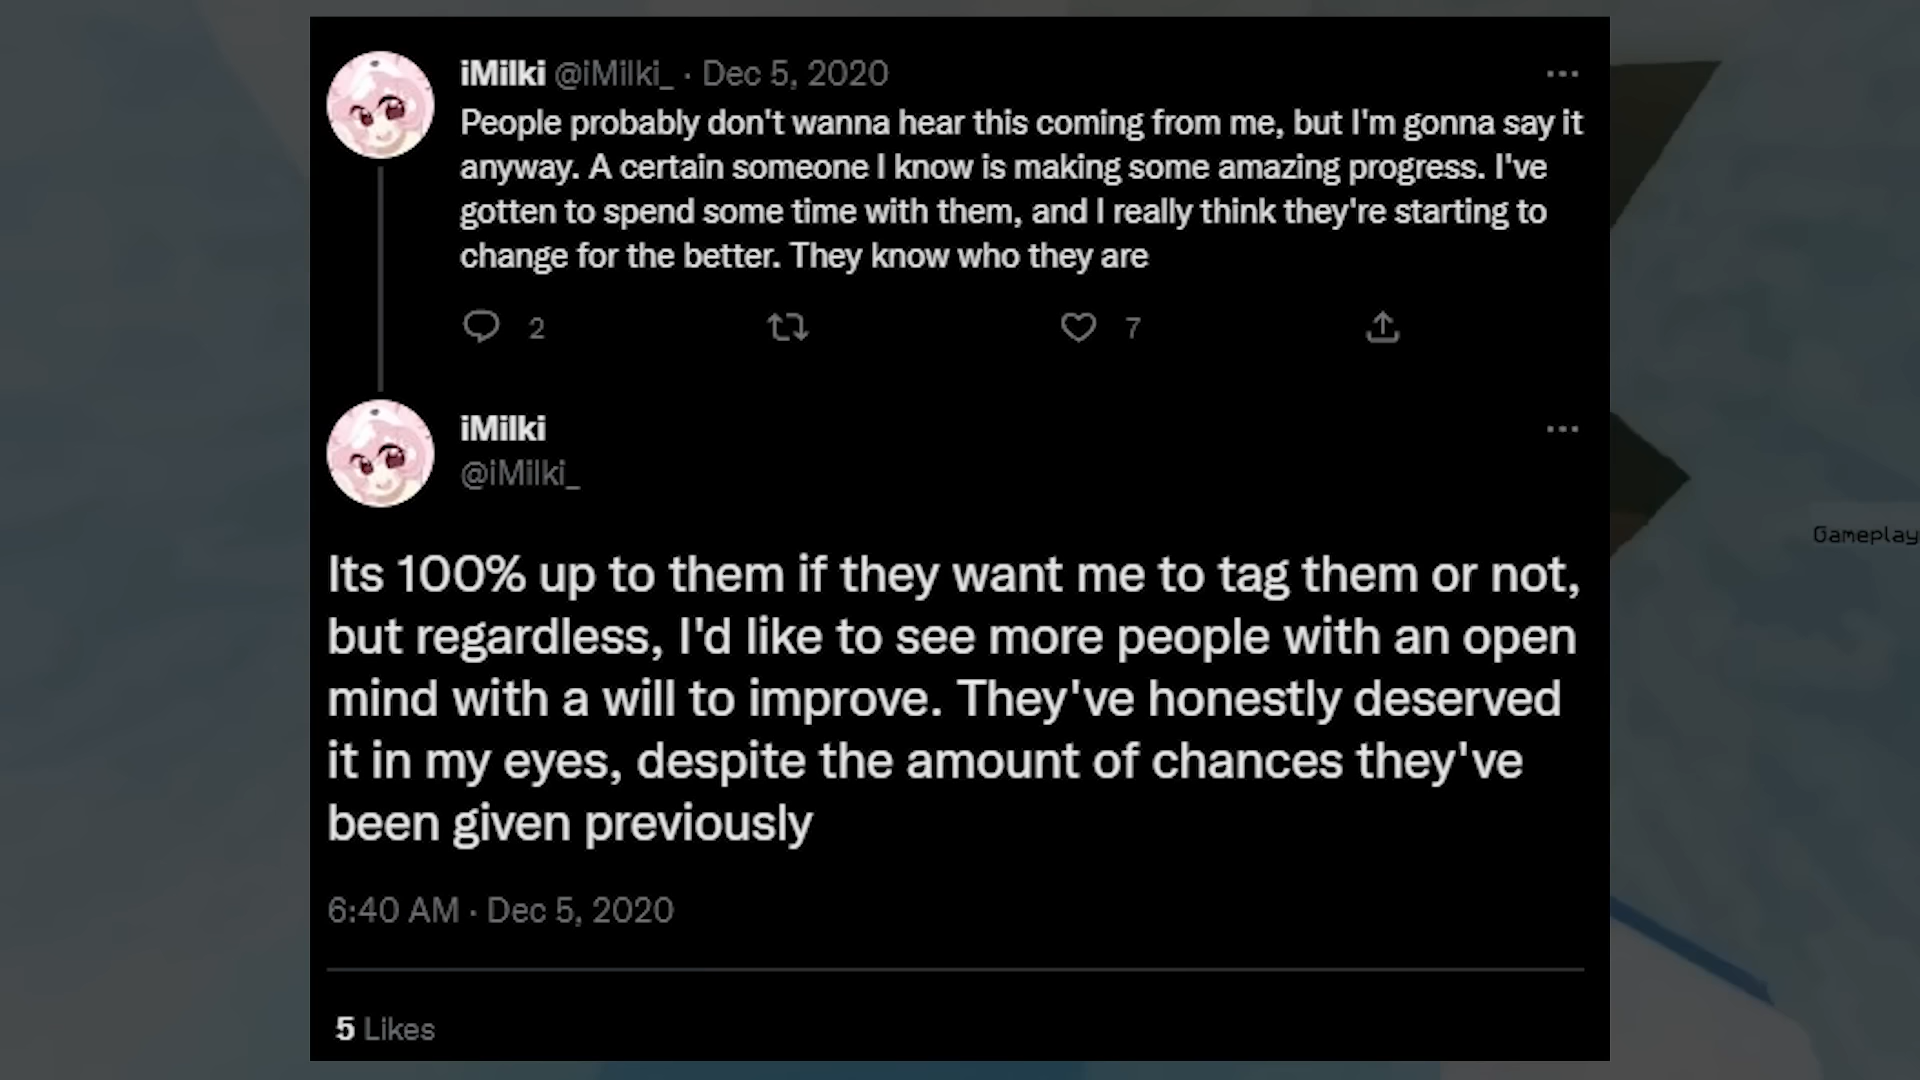 iMilki @iMilki_ · Dec 5, 2020
People probably don't wanna hear this coming from me, but I'm gonna say it
anyway. A certain someone I know is making some amazing progress. I've
gotten to spend some time with them, and I really think they're starting to
change for the better. They know who they are
2
7
iMilki
@iMilki_
Its 100% up to them if they want me to tag them or not,
but regardless, I'd like to see more people with an open
mind with a will to improve. They've honestly deserved
it in my eyes, despite the amount of chances they've
been given previously
6:40 AM · Dec 5, 2020
5 Likes
Gameplay